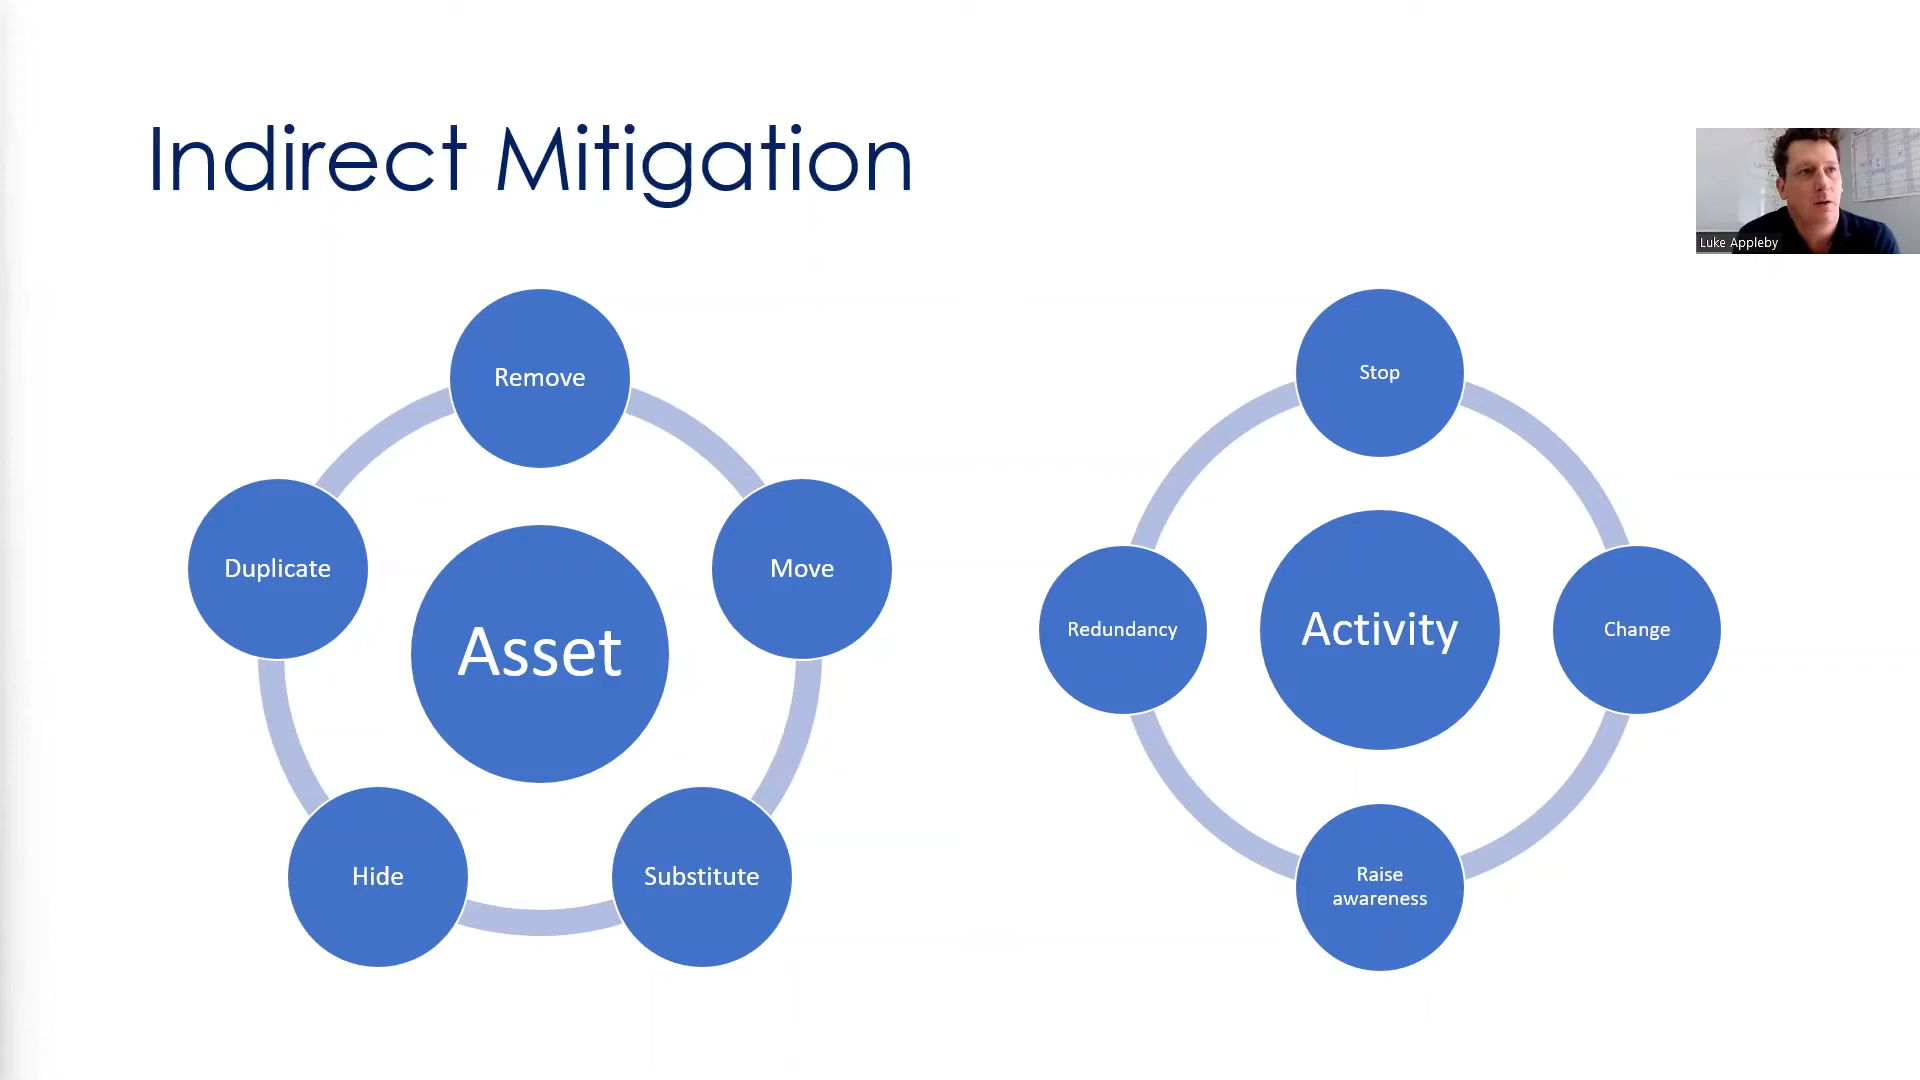 Indirect Mitigation
Luke Appleby
Remove
Duplicate
Move
Asset
Hide
Substitute
Stop
Redundancy
Activity
Change
Raise
awareness